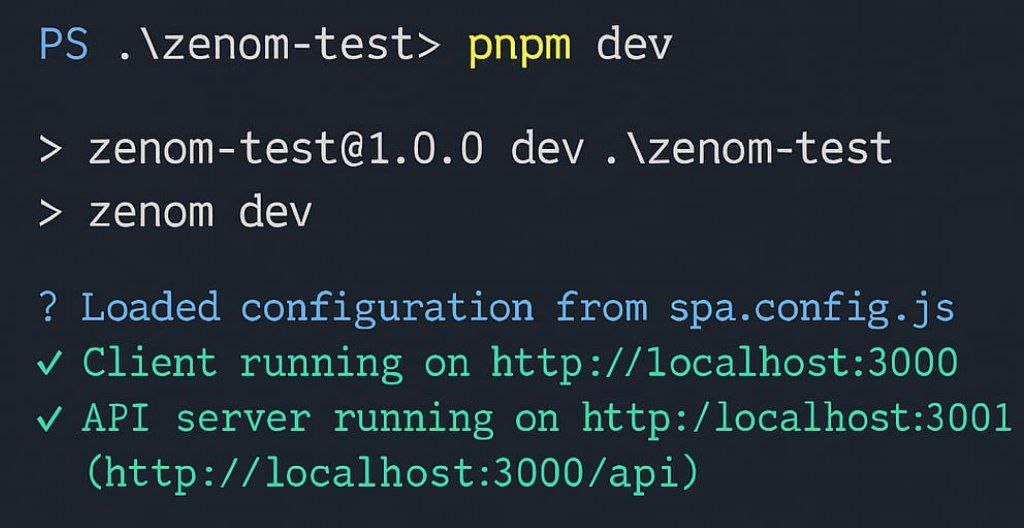 PS .\zenom-test> pnpm dev
> zenom-test@1.0.0 dev .\zenom-test
> zenom dev
? Loaded configuration from spa.config.js
✓ Client running on http://localhost:3000
✓ API server running on http:/localhost:3001
(http://localhost:3000/api)